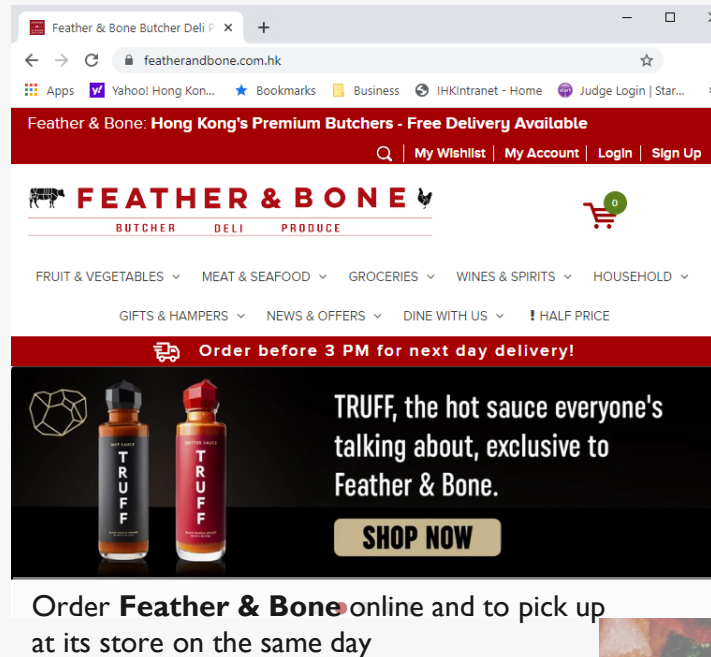 Feather & Bone Butcher Deli P
featherandbone.com.hk
Apps Yahoo! Hong Kon... Bookmarks Business IHKIntranet - Home Judge Login | Star...
Feather & Bone: Hong Kong's Premium Butchers - Free Delivery Available
My Wishlist | My Account | Login | Sign Up
FEATHER & BONE
BUTCHER DELI PRODUCE
0
FRUIT & VEGETABLES MEAT & SEAFOOD GROCERIES WINES & SPIRITS HOUSEHOLD
GIFTS & HAMPERS NEWS & OFFERS DINE WITH US ! HALF PRICE
Order before 3 PM for next day delivery!
TRUFF, the hot sauce everyone's
talking about, exclusive to
Feather & Bone.
SHOP NOW
HOT SAUCE
TRUFF
HOTTER SAUCE
TRUFF
Order Feather & Bone online and to pick up
at its store on the same day